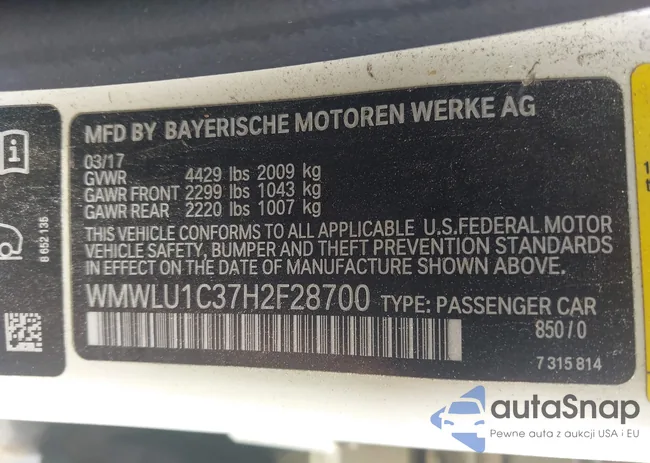 MFD BY BAYERISCHE MOTOREN WERKE AG
03/17
GVWR 4429 lbs 2009 kg
GAWR FRONT 2299 lbs 1043 kg
GAWR REAR 2220 lbs 1007 kg
THIS VEHICLE CONFORMS TO ALL APPLICABLE U.S.FEDERAL MOTOR
VEHICLE SAFETY, BUMPER AND THEFT PREVENTION STANDARDS
IN EFFECT ON THE DATE OF MANUFACTURE SHOWN ABOVE.
WMWLU1C37H2F28700 TYPE: PASSENGER CAR
850/0
7 315 814
8 652 135
autoSnap
Pewne auta z aukcji USA i EU